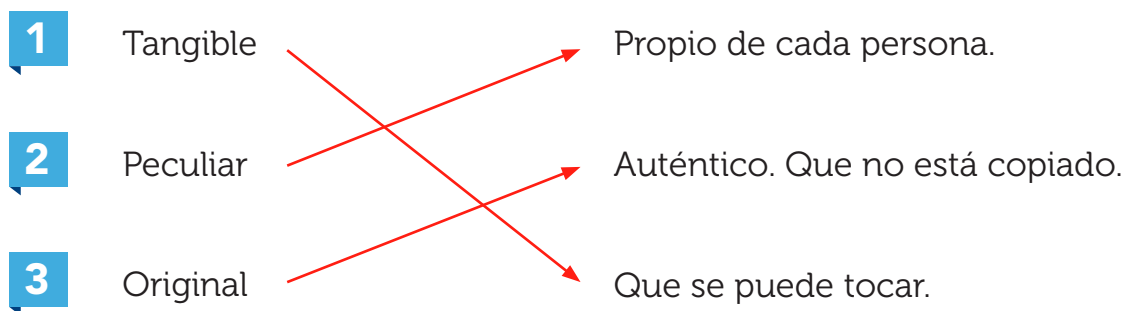 1 Tangible Propio de cada persona.
2 Peculiar Auténtico. Que no está copiado.
3 Original Que se puede tocar.